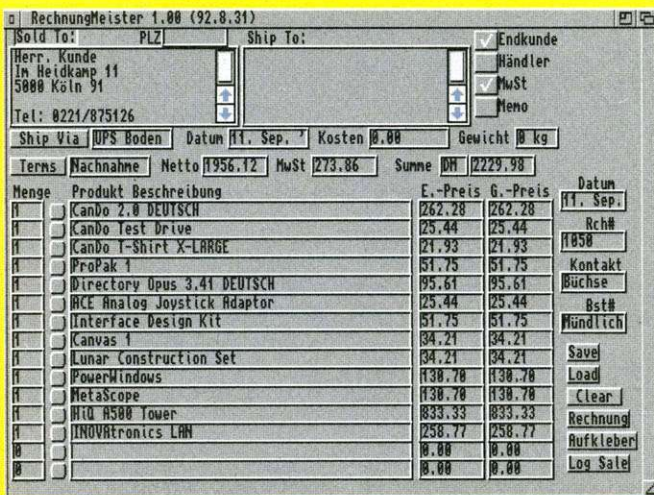 RechnungMeister 1.00 (92.8.31)
Sold To: PLZ Ship To:
Endkunde
Herr. Kunde
Im Heidkamp 11
5000 Köln 91
Händler
MwSt
Memo
Tel: 0221/875126
Ship Via UPS Boden Datum 11. Sep. ' Kosten 0.00 Gewicht 0 kg
Terms Nachnahme Netto 1956.12 MwSt 273.86 Summe DM 2229.98
Menge Produkt Beschreibung E.-Preis G.-Preis
1 CanDo 2.0 DEUTSCH 262.28 262.28
1 CanDo Test Drive 25.44 25.44
1 CanDo T-Shirt X-LARGE 21.93 21.93
1 ProPak 1 51.75 51.75
1 Directory Opus 3.41 DEUTSCH 95.61 95.61
1 ACE Analog Joystick Adaptor 25.44 25.44
1 Interface Design Kit 51.75 51.75
1 Canvas 1 34.21 34.21
1 Lunar Construction Set 34.21 34.21
1 PowerWindows 130.70 130.70
1 MetaScope 130.70 130.70
1 HiQ A500 Tower 833.33 833.33
1 INOVAtronics LAN 258.77 258.77
0 0.00 0.00
0 0.00 0.00
Datum
11. Sep.
Rch#
1050
Kontakt
Büchse
Bst#
Mündlich
Save
Load
Clear
Rechnung
Aufkleber
Log Sale